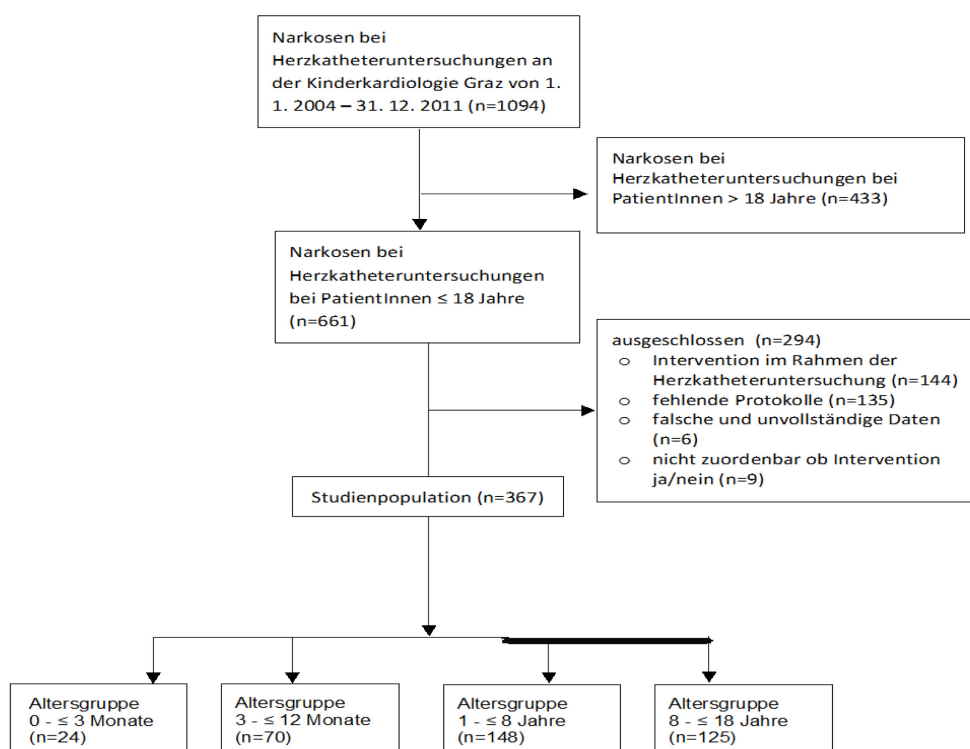 Narkosen bei
Herzkatheteruntersuchungen an
der Kinderkardiologie Graz von 1.
1. 2004 – 31. 12. 2011 (n=1094)
Narkosen bei
Herzkatheteruntersuchungen bei
PatientInnen > 18 Jahre (n=433)
Narkosen bei
Herzkatheteruntersuchungen
bei PatientInnen ≤ 18 Jahre
(n=661)
ausgeschlossen (n=294)
o Intervention im Rahmen der
Herzkatheteruntersuchung (n=144)
o fehlende Protokolle (n=135)
o falsche und unvollständige Daten
(n=6)
o nicht zuordenbar ob Intervention
ja/nein (n=9)
Studienpopulation (n=367)
Altersgruppe
0 - ≤ 3 Monate
(n=24)
Altersgruppe
3 - ≤ 12 Monate
(n=70)
Altersgruppe
1 - ≤ 8 Jahre
(n=148)
Altersgruppe
8 - ≤ 18 Jahre
(n=125)